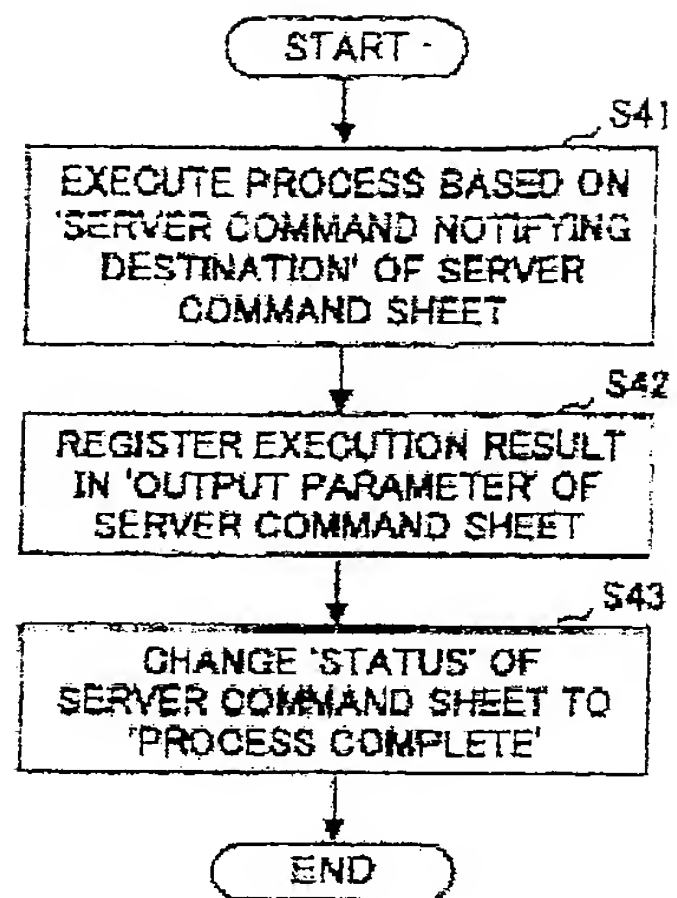 START
S41
EXECUTE PROCESS BASED ON
'SERVER COMMAND NOTIFYING
DESTINATION' OF SERVER
COMMAND SHEET
S42
REGISTER EXECUTION RESULT
IN 'OUTPUT PARAMETER' OF
SERVER COMMAND SHEET
S43
CHANGE 'STATUS' OF
SERVER COMMAND SHEET TO
'PROCESS COMPLETE'
END